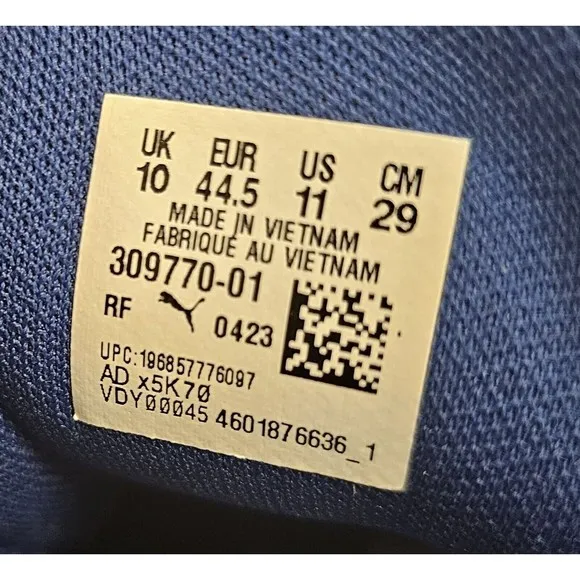 UK EUR US CM
10 44.5 11 29
MADE IN VIETNAM
FABRIQUÉ AU VIETNAM
309770-01
RF 0423
UPC:196857776097
AD x5K70
VDY00045 4601876636_1